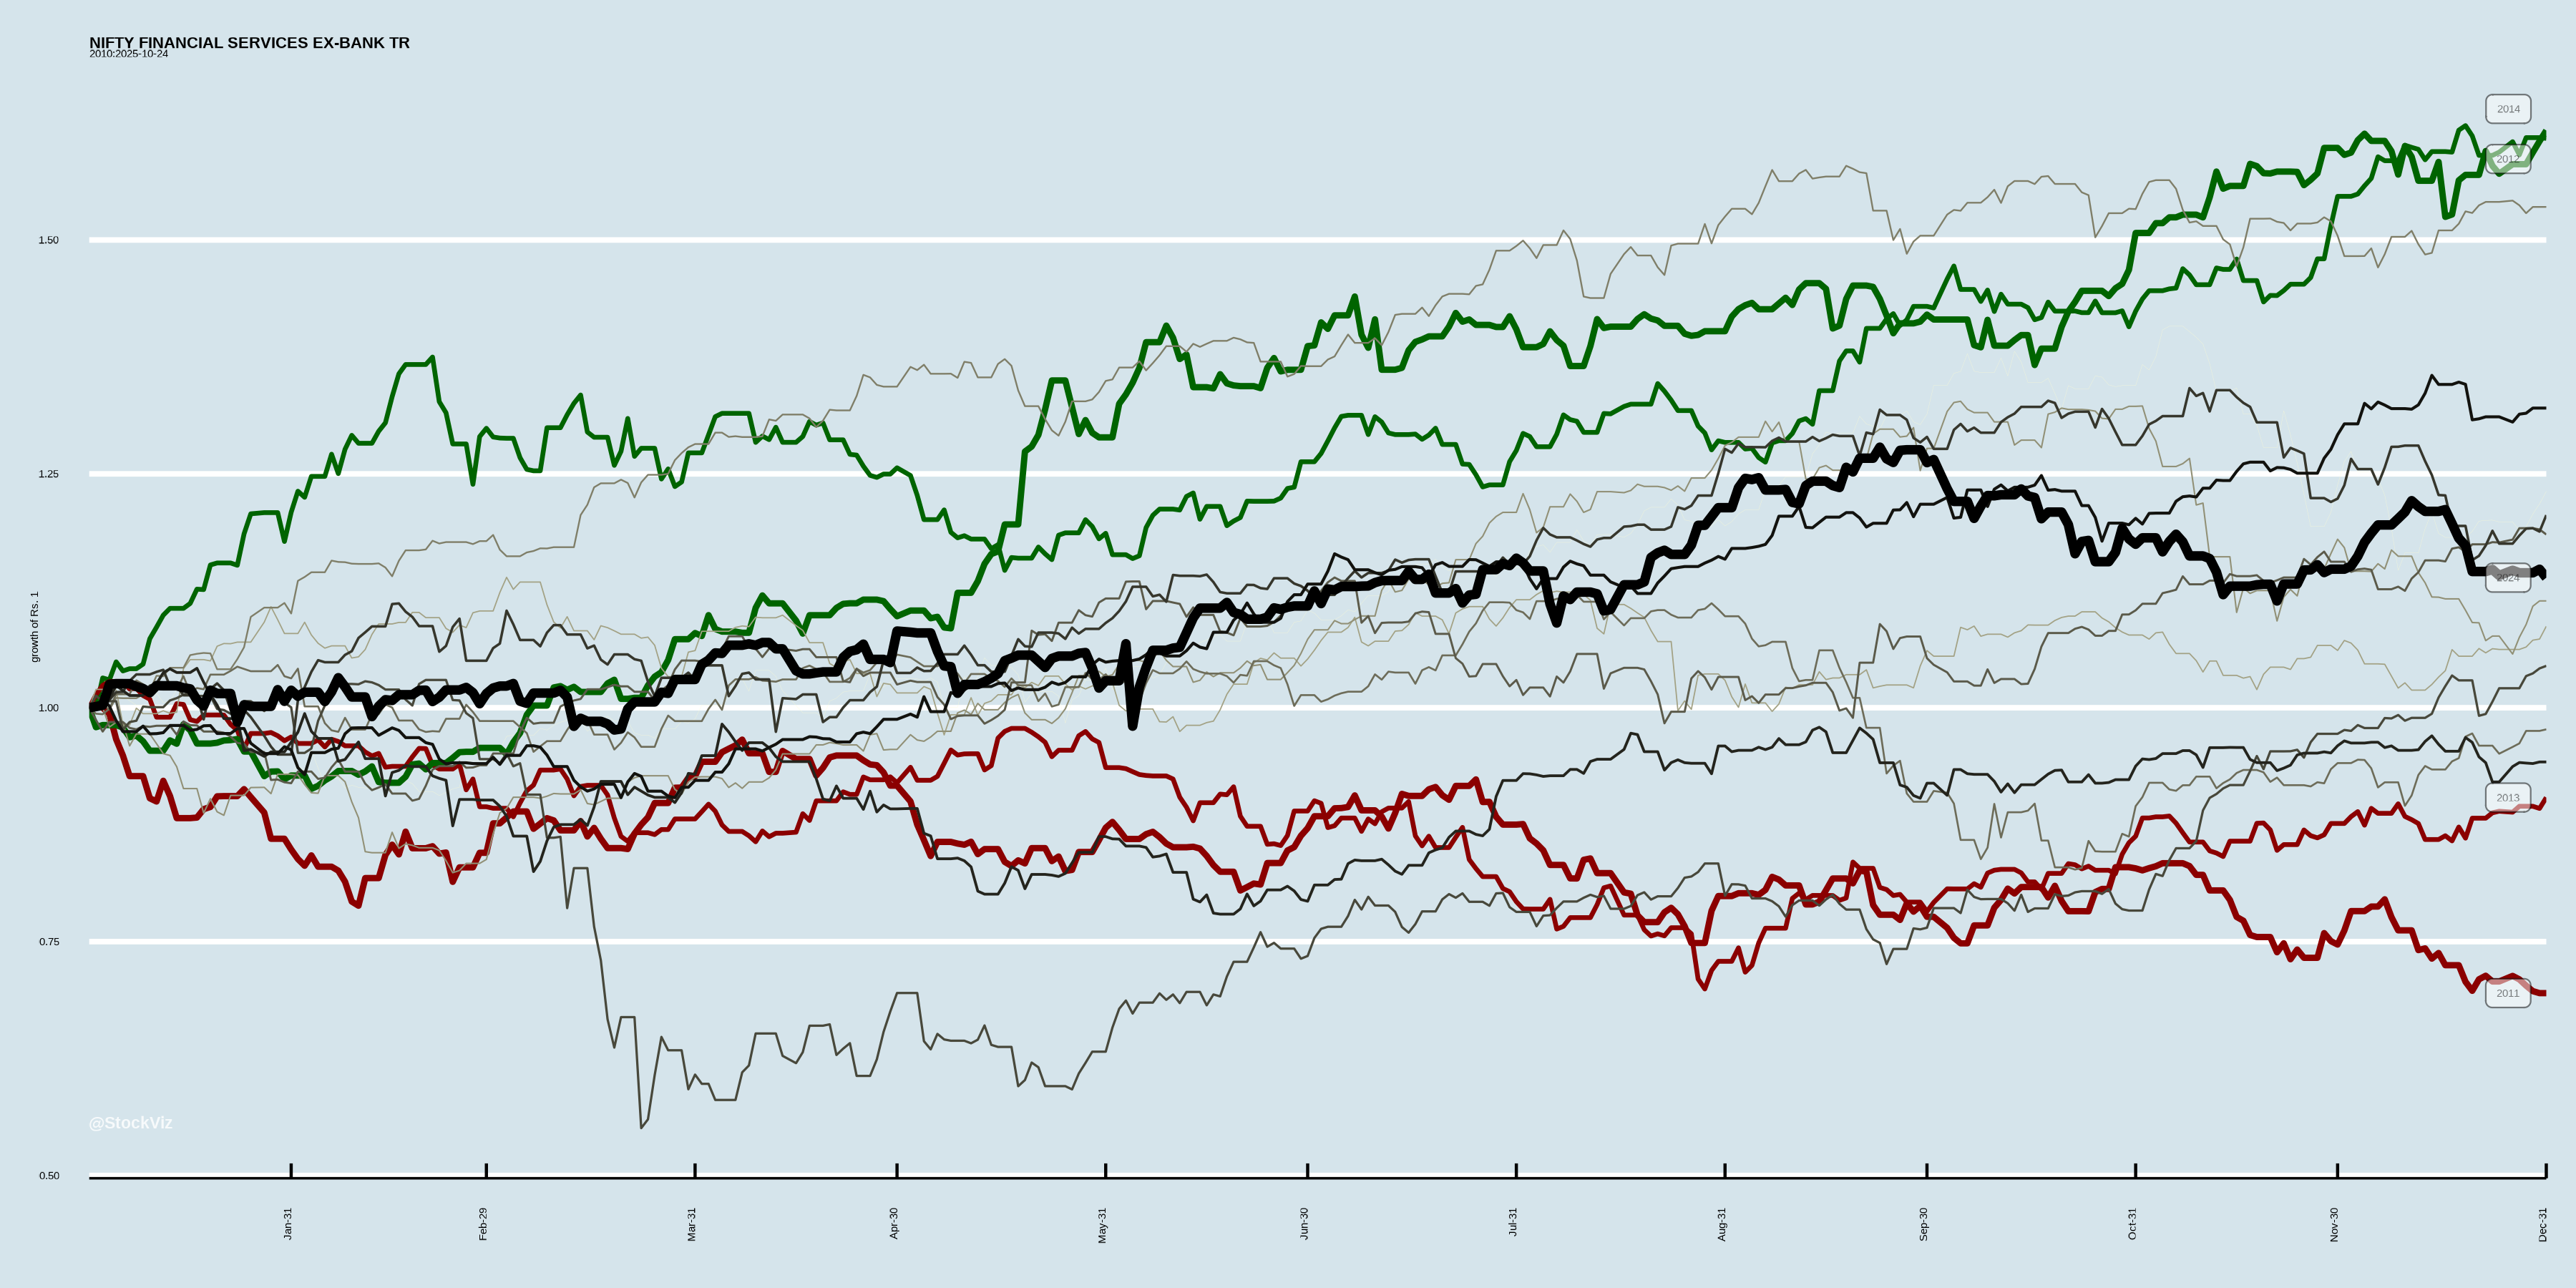 NIFTY FINANCIAL SERVICES EX-BANK TR
2010:2025-10-24
2014
2012
1.50
1.25
growth of Rs. 1
2024
1.00
2013
0.75
2011
@StockViz
0.50
Jan-31
Feb-29
Mar-31
Apr-30
May-31
Jun-30
Jul-31
Aug-31
Sep-30
Oct-31
Nov-30
Dec-31